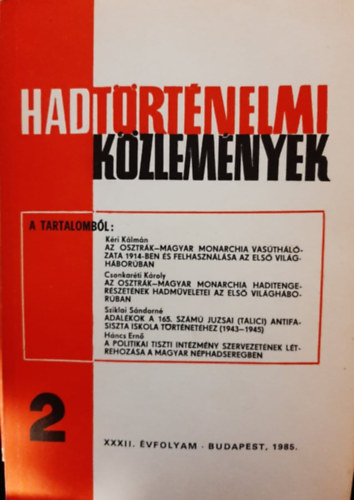 HADTÖRTÉNELMI
KÖZLEMÉNYEK
A TARTALOMBÓL:
Kéri Kálmán
AZ OSZTRÁK—MAGYAR MONARCHIA VASÚTHÁLÓ-
ZATA 1914-BEN ÉS FELHASZNÁLÁSA AZ ELSŐ VILÁG-
HÁBORÚBAN
Csonkaréti Károly
AZ OSZTRÁK—MAGYAR MONARCHIA HADITENGE-
RÉSZETÉNEK HADMŰVELETEI AZ ELSŐ VILÁGHÁBO-
RÚBAN
Sziklai Sándorné
ADALÉKOK A 165. SZÁMÚ JUZSAI (TALICI) ANTIFA-
SISZTA ISKOLA TÖRTÉNETÉHEZ (1943—1945)
Háncs Ernő
A POLITIKAI TISZTI INTÉZMÉNY SZERVEZETÉNEK LÉT-
REHOZÁSA A MAGYAR NÉPHADSEREGBEN
2
XXXII. ÉVFOLYAM · BUDAPEST, 1985.